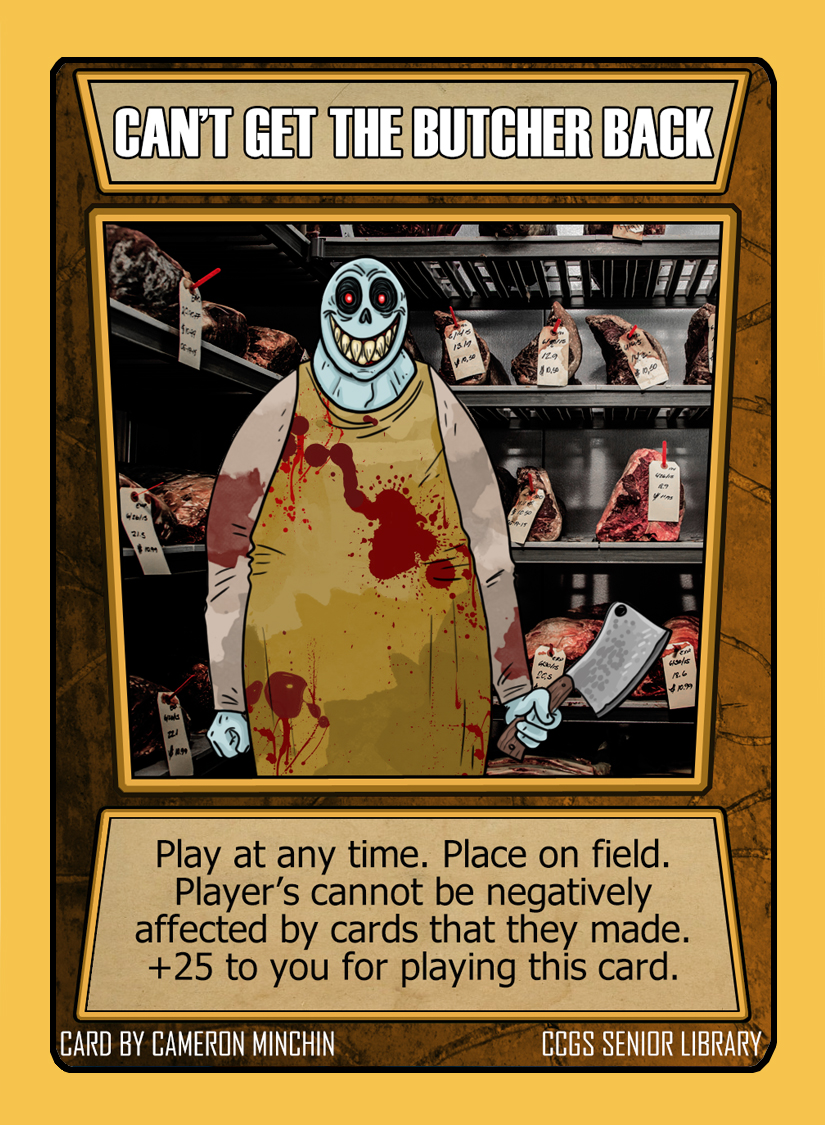 CAN'T GET THE BUTCHER BACK
Play at any time. Place on field.
Player's cannot be negatively
affected by cards that they made.
+25 to you for playing this card.
CARD BY CAMERON MINCHIN
CCGS SENIOR LIBRARY